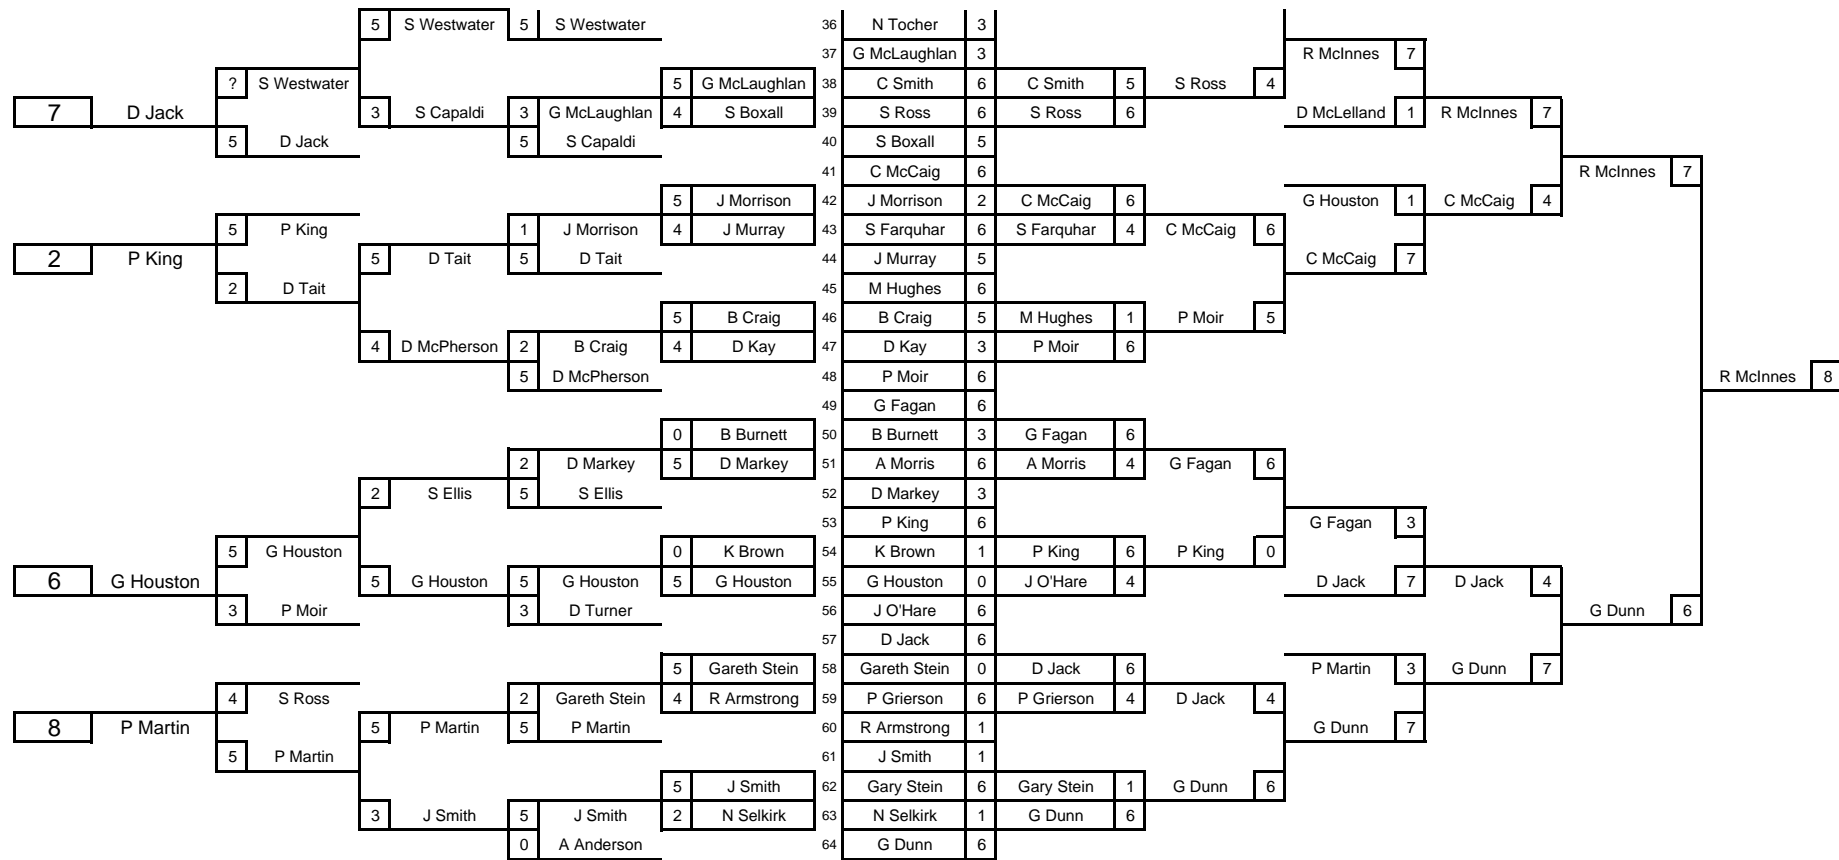 5 S Westwater 5 S Westwater 36 N Tocher 3
37 G McLaughlan 3 R McInnes 7
? S Westwater 5 G McLaughlan 38 C Smith 6 C Smith 5 S Ross 4
7 D Jack 3 S Capaldi 3 G McLaughlan 4 S Boxall 39 S Ross 6 S Ross 6 D McLelland 1 R McInnes 7
5 D Jack 5 S Capaldi 40 S Boxall 5
41 C McCaig 6 R McInnes 7
5 J Morrison 42 J Morrison 2 C McCaig 6 G Houston 1 C McCaig 4
5 P King 1 J Morrison 4 J Murray 43 S Farquhar 6 S Farquhar 4 C McCaig 6
2 P King 5 D Tait 5 D Tait 44 J Murray 5 C McCaig 7
2 D Tait 45 M Hughes 6
5 B Craig 46 B Craig 5 M Hughes 1 P Moir 5
4 D McPherson 2 B Craig 4 D Kay 47 D Kay 3 P Moir 6
5 D McPherson 48 P Moir 6 R McInnes 8
49 G Fagan 6
0 B Burnett 50 B Burnett 3 G Fagan 6
2 D Markey 5 D Markey 51 A Morris 6 A Morris 4 G Fagan 6
2 S Ellis 5 S Ellis 52 D Markey 3
53 P King 6 G Fagan 3
5 G Houston 0 K Brown 54 K Brown 1 P King 6 P King 0
6 G Houston 5 G Houston 5 G Houston 5 G Houston 55 G Houston 0 J O'Hare 4 D Jack 7 D Jack 4
3 P Moir 3 D Turner 56 J O'Hare 6 G Dunn 6
57 D Jack 6
5 Gareth Stein 58 Gareth Stein 0 D Jack 6 P Martin 3 G Dunn 7
4 S Ross 2 Gareth Stein 4 R Armstrong 59 P Grierson 6 P Grierson 4 D Jack 4
8 P Martin 5 P Martin 5 P Martin 60 R Armstrong 1 G Dunn 7
5 P Martin 61 J Smith 1
5 J Smith 62 Gary Stein 6 Gary Stein 1 G Dunn 6
3 J Smith 5 J Smith 2 N Selkirk 63 N Selkirk 1 G Dunn 6
0 A Anderson 64 G Dunn 6